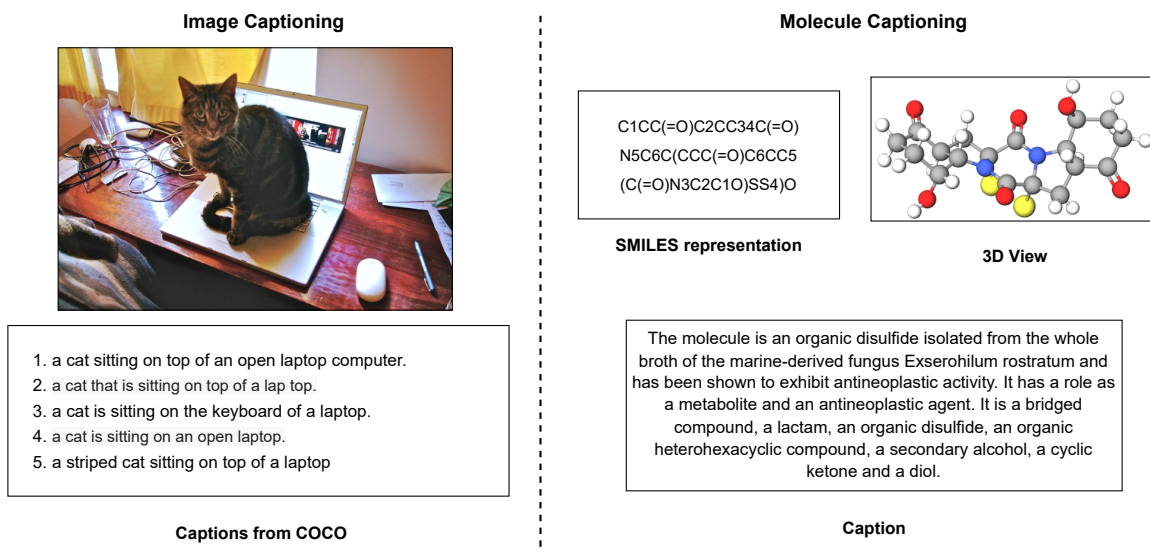 Image Captioning
1. a cat sitting on top of an open laptop computer.
2. a cat that is sitting on top of a lap top.
3. a cat is sitting on the keyboard of a laptop.
4. a cat is sitting on an open laptop.
5. a striped cat sitting on top of a laptop
Captions from COCO
Molecule Captioning
C1CC(=O)C2CC34C(=O)
N5C6C(CCC(=O)C6CC5
(C(=O)N3C2C1O)SS4)O
SMILES representation
3D View
The molecule is an organic disulfide isolated from the whole
broth of the marine-derived fungus Exserohilum rostratum and
has been shown to exhibit antineoplastic activity. It has a role as
a metabolite and an antineoplastic agent. It is a bridged
compound, a lactam, an organic disulfide, an organic
heterohexacyclic compound, a secondary alcohol, a cyclic
ketone and a diol.
Caption